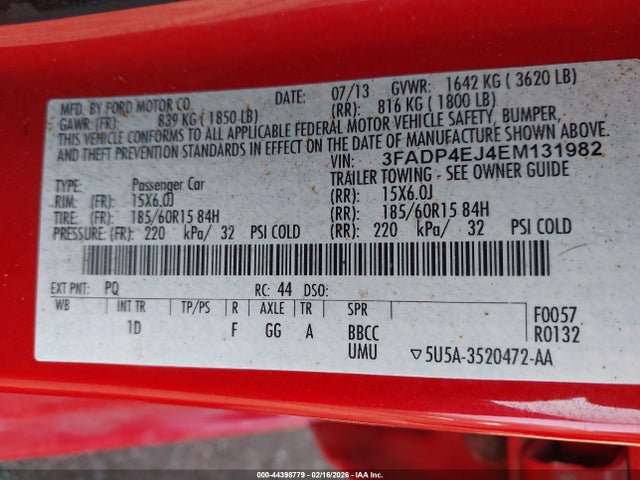 MFD. BY FORD MOTOR CO. DATE: 07/13 GVWR: 1642 KG ( 3620 LB)
GAWR: (FR): 839 KG ( 1850 LB) (RR): 816 KG ( 1800 LB)
THIS VEHICLE CONFORMS TO ALL APPLICABLE FEDERAL MOTOR VEHICLE SAFETY, BUMPER,
AND THEFT PREVENTION STANDARDS IN EFFECT ON THE DATE OF MANUFACTURE SHOWN ABOVE.
VIN: 3FADP4EJ4EM131982
TYPE: Passenger Car TRAILER TOWING - SEE OWNER GUIDE
RIM: (FR): 15X6.0J (RR): 15X6.0J
TIRE: (FR): 185/60R15 84H (RR): 185/60R15 84H
PRESSURE: (FR): 220 kPa/ 32 PSI COLD (RR): 220 kPa/ 32 PSI COLD
EXT PNT: PQ RC: 44 DSO:
WB INT TR TP/PS R AXLE TR SPR F0057
1D F GG A BBCC R0132
UMU ▽5U5A-3520472-AA
000-44398779 - 02/16/2026 - IAA Inc.